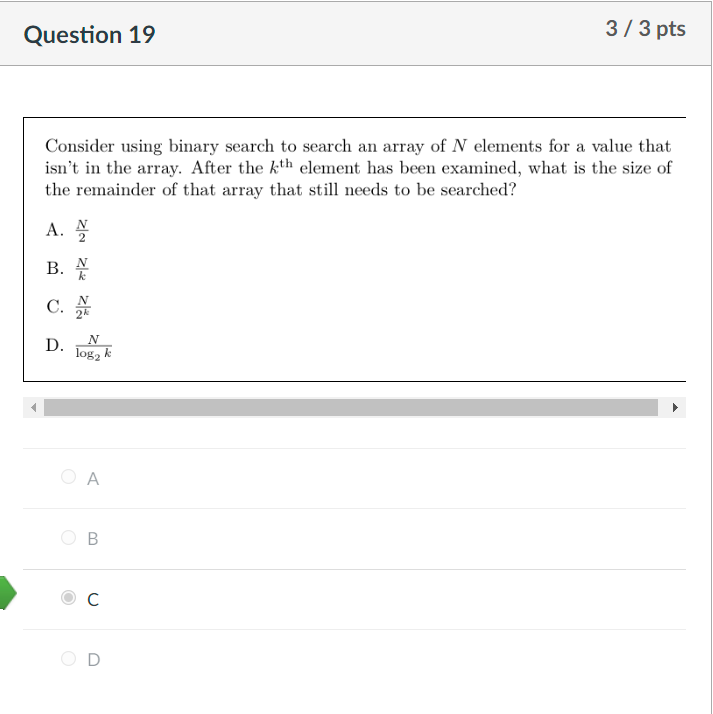 Question 19
3 / 3 pts
Consider using binary search to search an array of N elements for a value that
isn't in the array. After the kᵗʰ element has been examined, what is the size of
the remainder of that array that still needs to be searched?
A. N/2
B. N/k
C. N/2ᵏ
D. N/log₂ k
A
B
C
D